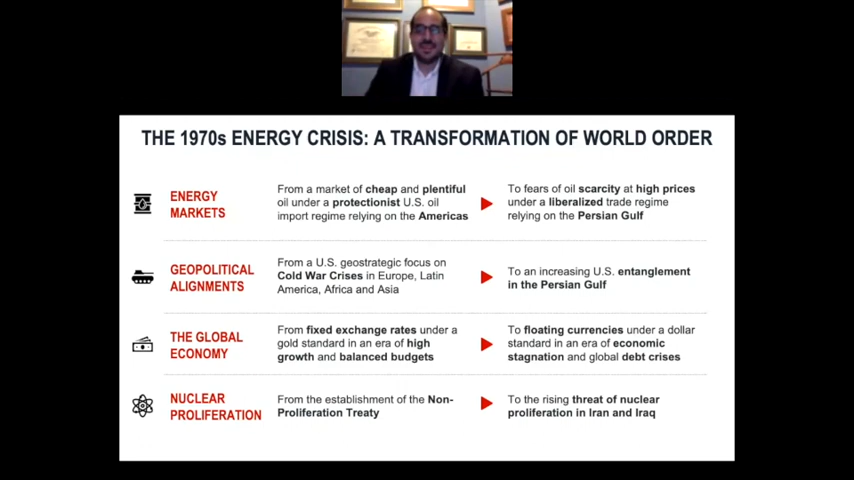 THE 1970s ENERGY CRISIS: A TRANSFORMATION OF WORLD ORDER
ENERGY
MARKETS
From a market of cheap and plentiful
oil under a protectionist U.S. oil
import regime relying on the Americas
To fears of oil scarcity at high prices
under a liberalized trade regime
relying on the Persian Gulf
GEOPOLITICAL
ALIGNMENTS
From a U.S. geostrategic focus on
Cold War Crises in Europe, Latin
America, Africa and Asia
To an increasing U.S. entanglement
in the Persian Gulf
THE GLOBAL
ECONOMY
From fixed exchange rates under a
gold standard in an era of high
growth and balanced budgets
To floating currencies under a dollar
standard in an era of economic
stagnation and global debt crises
NUCLEAR
PROLIFERATION
From the establishment of the Non-
Proliferation Treaty
To the rising threat of nuclear
proliferation in Iran and Iraq